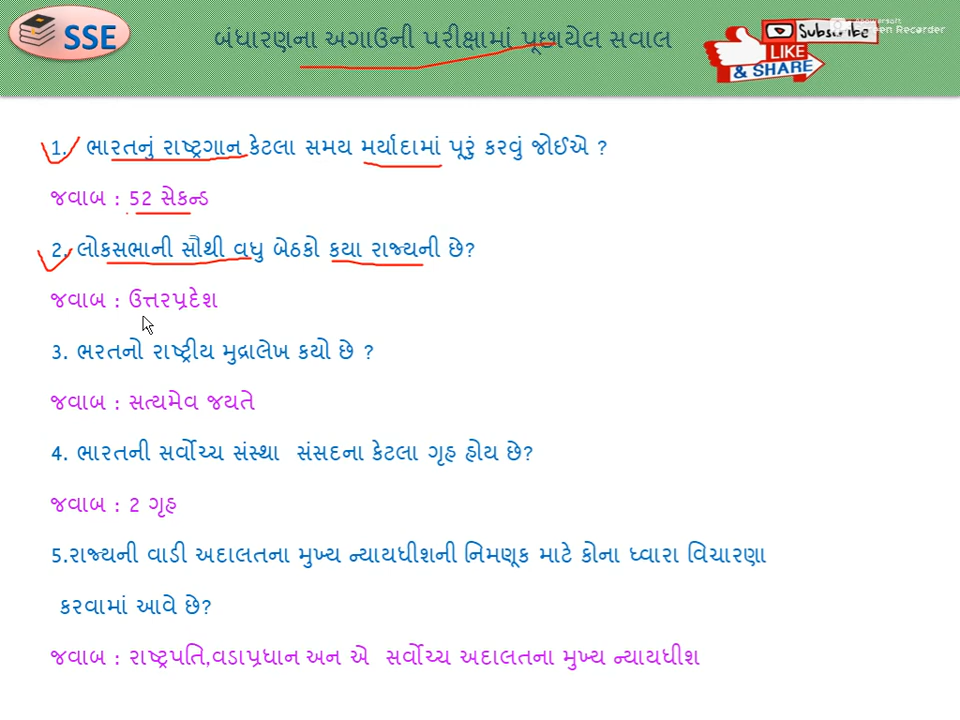 SSE
બંધારણના અગાઉની પરીક્ષામાં પૂછાયેલ સવાલ
Subscribe
LIKE
& SHARE
1. ભારતનું રાષ્ટ્રગાન કેટલા સમય મર્યાદામાં પૂરું કરવું જોઈએ ?
જવાબ : 52 સેકન્ડ
2. લોકસભાની સૌથી વધુ બેઠકો કયા રાજ્યની છે?
જવાબ : ઉત્તરપ્રદેશ
૩. ભરતનો રાષ્ટ્રીય મુદ્રાલેખ કયો છે ?
જવાબ : સત્યમેવ જયતે
4. ભારતની સર્વોચ્ચ સંસ્થા સંસદના કેટલા ગૃહ હોય છે?
જવાબ : 2 ગૃહ
5.રાજ્યની વાડી અદાલતના મુખ્ય ન્યાયધીશની નિમણૂક માટે કોના ધ્વારા વિચારણા
કરવામાં આવે છે?
જવાબ : રાષ્ટ્રપતિ,વડાપ્રધાન અન એ સર્વોચ્ચ અદાલતના મુખ્ય ન્યાયધીશ